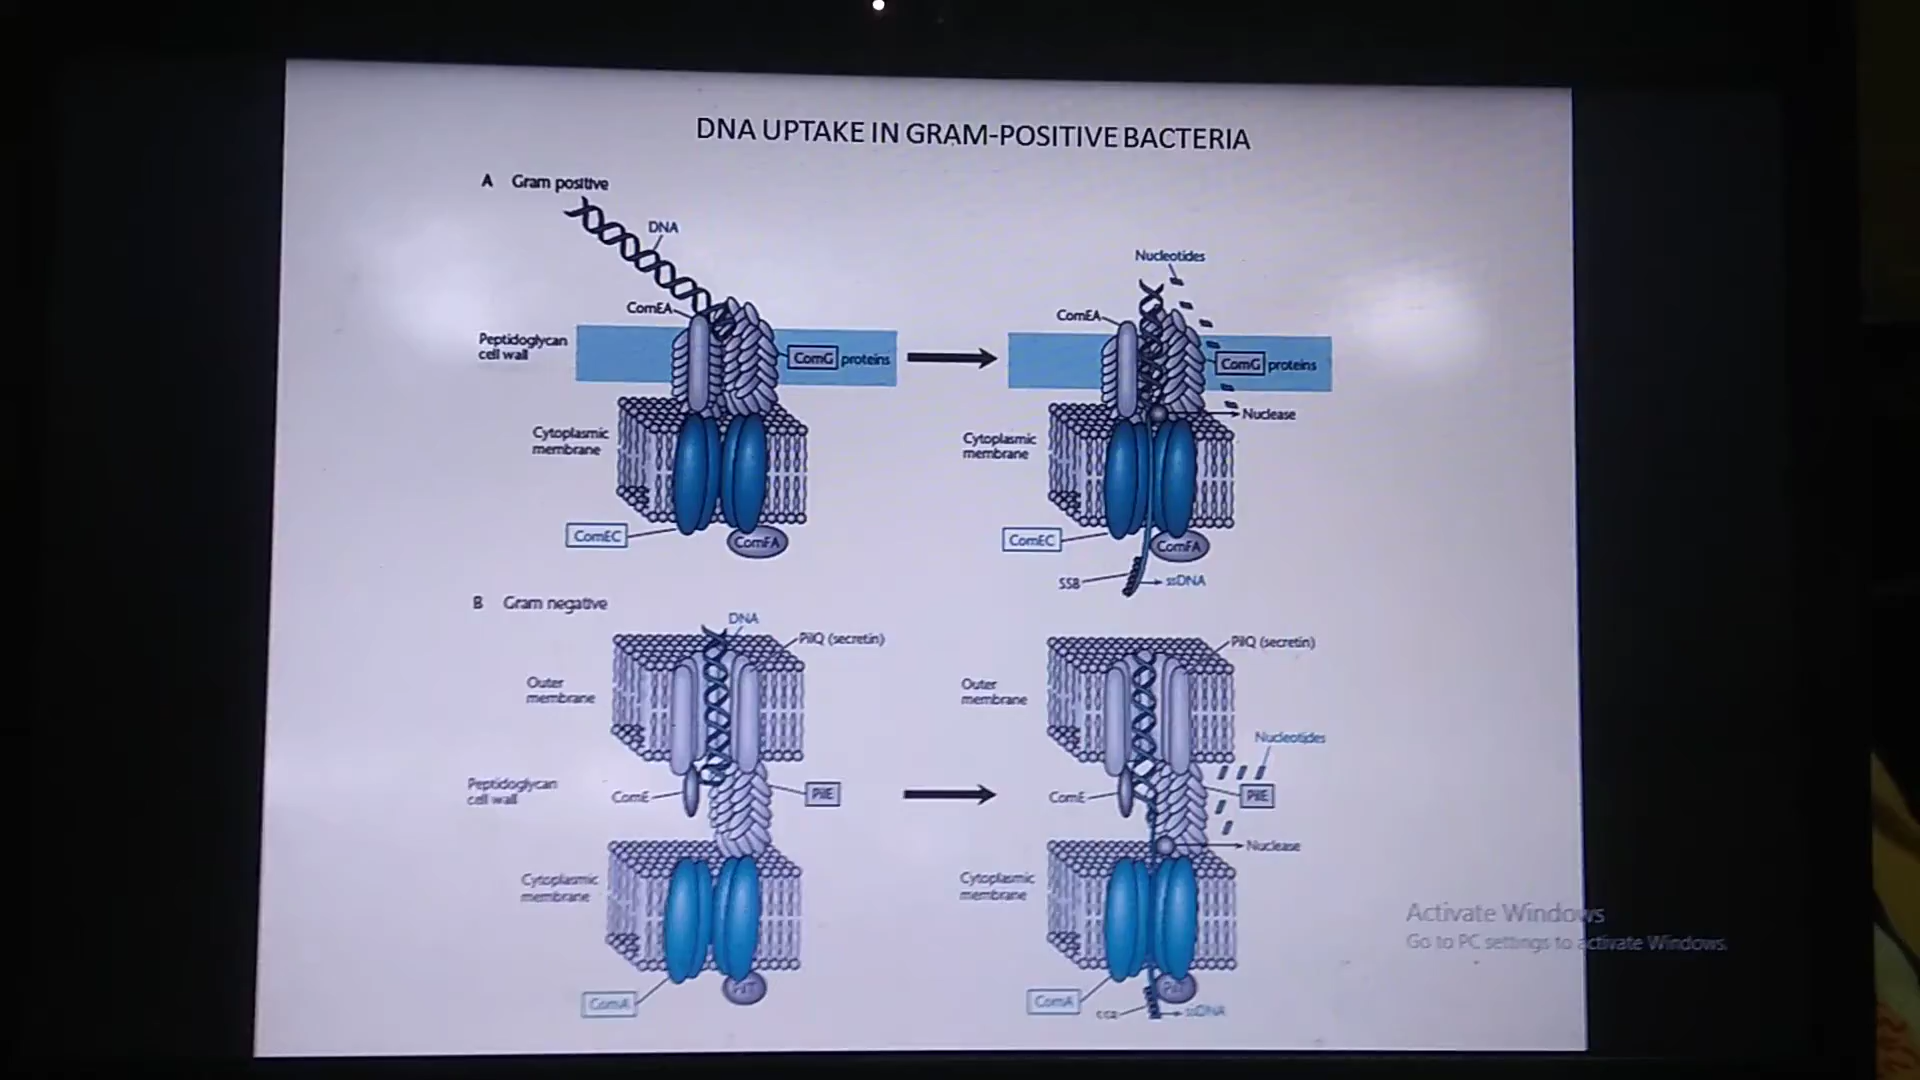 DNA UPTAKE IN GRAM-POSITIVE BACTERIA
A Gram positive
DNA
ComEA
Peptidoglycan
cell wall
ComG proteins
Cytoplasmic
membrane
ComEC
ComFA
Nucleotides
ComEA
ComG proteins
Nuclease
Cytoplasmic
membrane
ComEC
ComFA
SSB
ssDNA
B Gram negative
DNA
PilQ (secretin)
Outer
membrane
Peptidoglycan
cell wall
ComE
PilE
Cytoplasmic
membrane
ComA
PilT
PilQ (secretin)
Outer
membrane
Nucleotides
ComE
PilE
Nuclease
Cytoplasmic
membrane
ComA
SSB
ssDNA
Activate Windows
Go to PC settings to activate Windows.